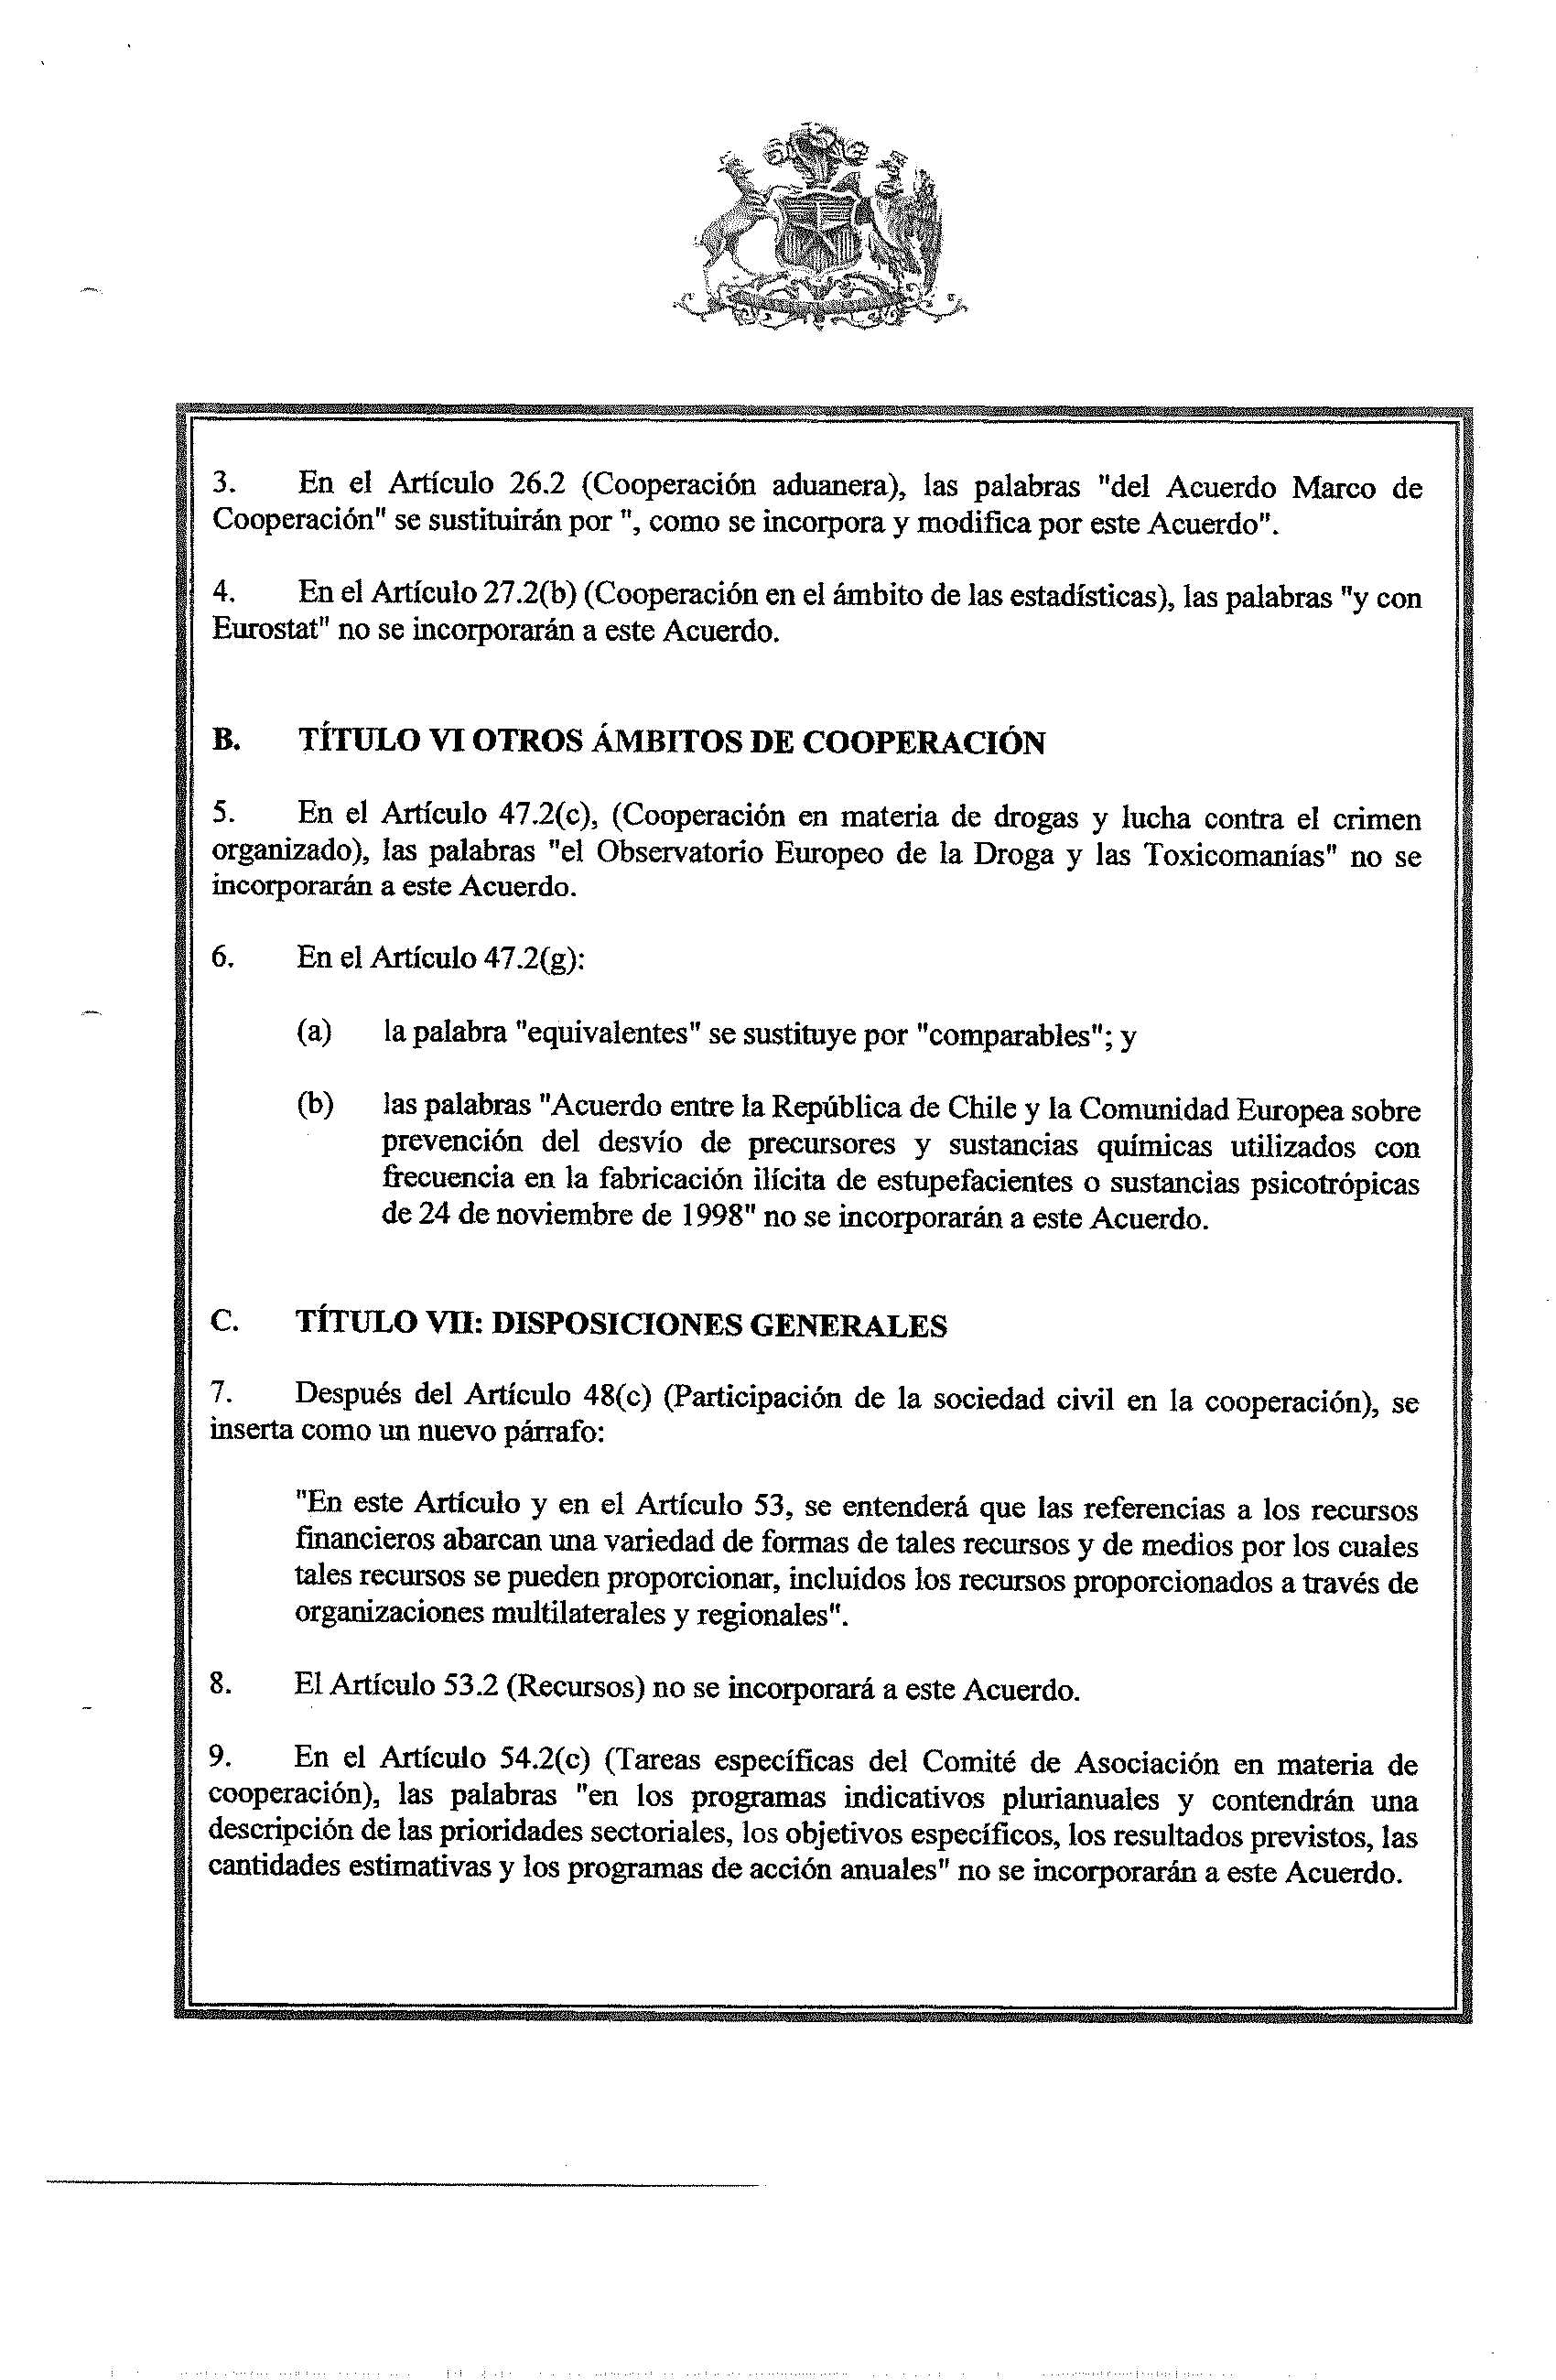 3. En el Artículo 26.2 (Cooperación aduanera), las palabras "del Acuerdo Marco de
Cooperación" se sustituirán por ", como se incorpora y modifica por este Acuerdo".
4. En el Artículo 27.2(b) (Cooperación en el ámbito de las estadísticas), las palabras "y con
Eurostat" no se incorporarán a este Acuerdo.
B. TÍTULO VI OTROS ÁMBITOS DE COOPERACIÓN
5. En el Artículo 47.2(c), (Cooperación en materia de drogas y lucha contra el crimen
organizado), las palabras "el Observatorio Europeo de la Droga y las Toxicomanías" no se
incorporarán a este Acuerdo.
6. En el Artículo 47.2(g):
(a) la palabra "equivalentes" se sustituye por "comparables"; y
(b) las palabras "Acuerdo entre la República de Chile y la Comunidad Europea sobre
prevención del desvío de precursores y sustancias químicas utilizados con
frecuencia en la fabricación ilícita de estupefacientes o sustancias psicotrópicas
de 24 de noviembre de 1998" no se incorporarán a este Acuerdo.
C. TÍTULO VII: DISPOSICIONES GENERALES
7. Después del Artículo 48(c) (Participación de la sociedad civil en la cooperación), se
inserta como un nuevo párrafo:
"En este Artículo y en el Artículo 53, se entenderá que las referencias a los recursos
financieros abarcan una variedad de formas de tales recursos y de medios por los cuales
tales recursos se pueden proporcionar, incluidos los recursos proporcionados a través de
organizaciones multilaterales y regionales".
8. El Artículo 53.2 (Recursos) no se incorporará a este Acuerdo.
9. En el Artículo 54.2(c) (Tareas específicas del Comité de Asociación en materia de
cooperación), las palabras "en los programas indicativos plurianuales y contendrán una
descripción de las prioridades sectoriales, los objetivos específicos, los resultados previstos, las
cantidades estimativas y los programas de acción anuales" no se incorporarán a este Acuerdo.